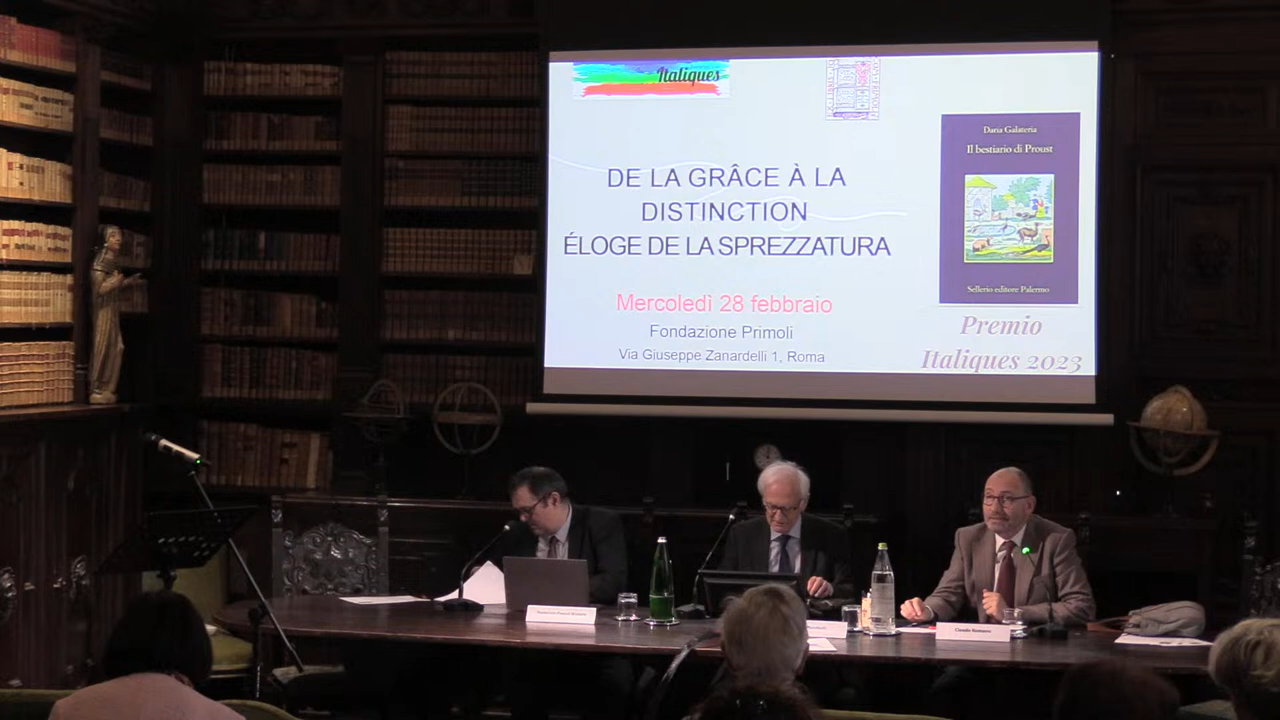 Italiques
DE LA GRÂCE À LA
DISTINCTION
ÉLOGE DE LA SPREZZATURA
Mercoledì 28 febbraio
Fondazione Primoli
Via Giuseppe Zanardelli 1, Roma
Daria Galateria
Il bestiario di Proust
Sellerio editore Palermo
Premio
Italiques 2023